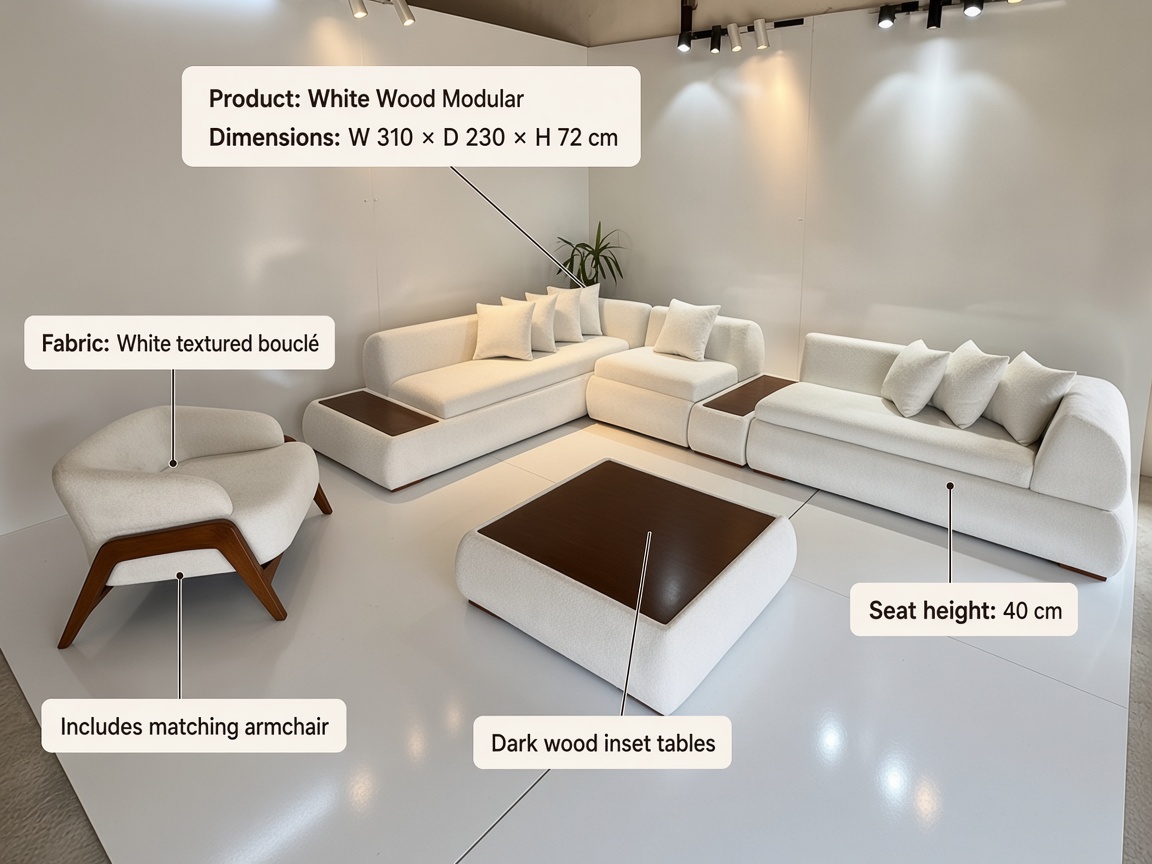 Product: White Wood Modular
Dimensions: W 310 × D 230 × H 72 cm
Fabric: White textured bouclé
Seat height: 40 cm
Includes matching armchair
Dark wood inset tables